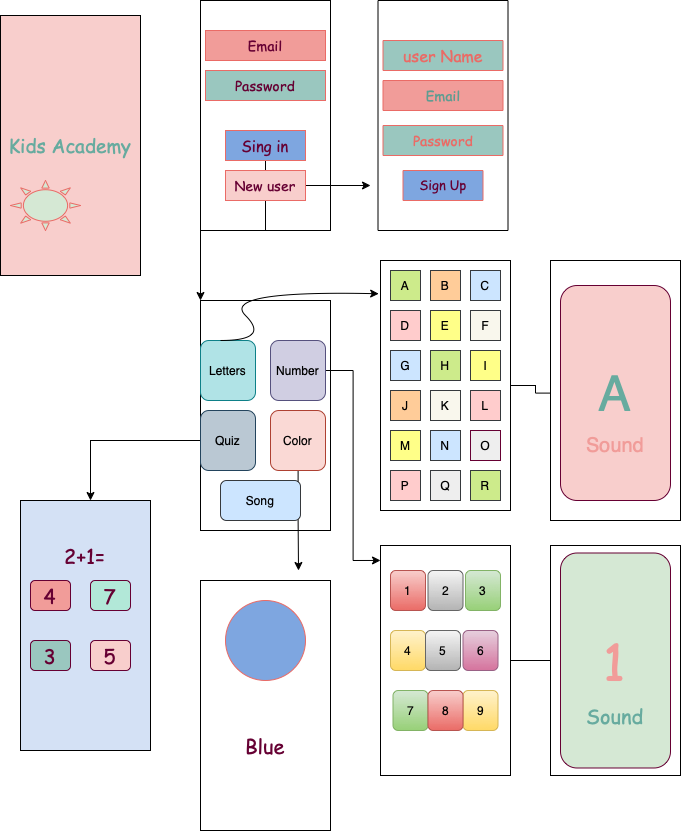 Kids Academy
Email
Password
Sing in
New user
user Name
Email
Password
Sign Up
Letters
Number
Quiz
Color
Song
A B C
D E F
G H I
J K L
M N O
P Q R
A
Sound
2+1=
4 7
3 5
Blue
1 2 3
4 5 6
7 8 9
1
Sound